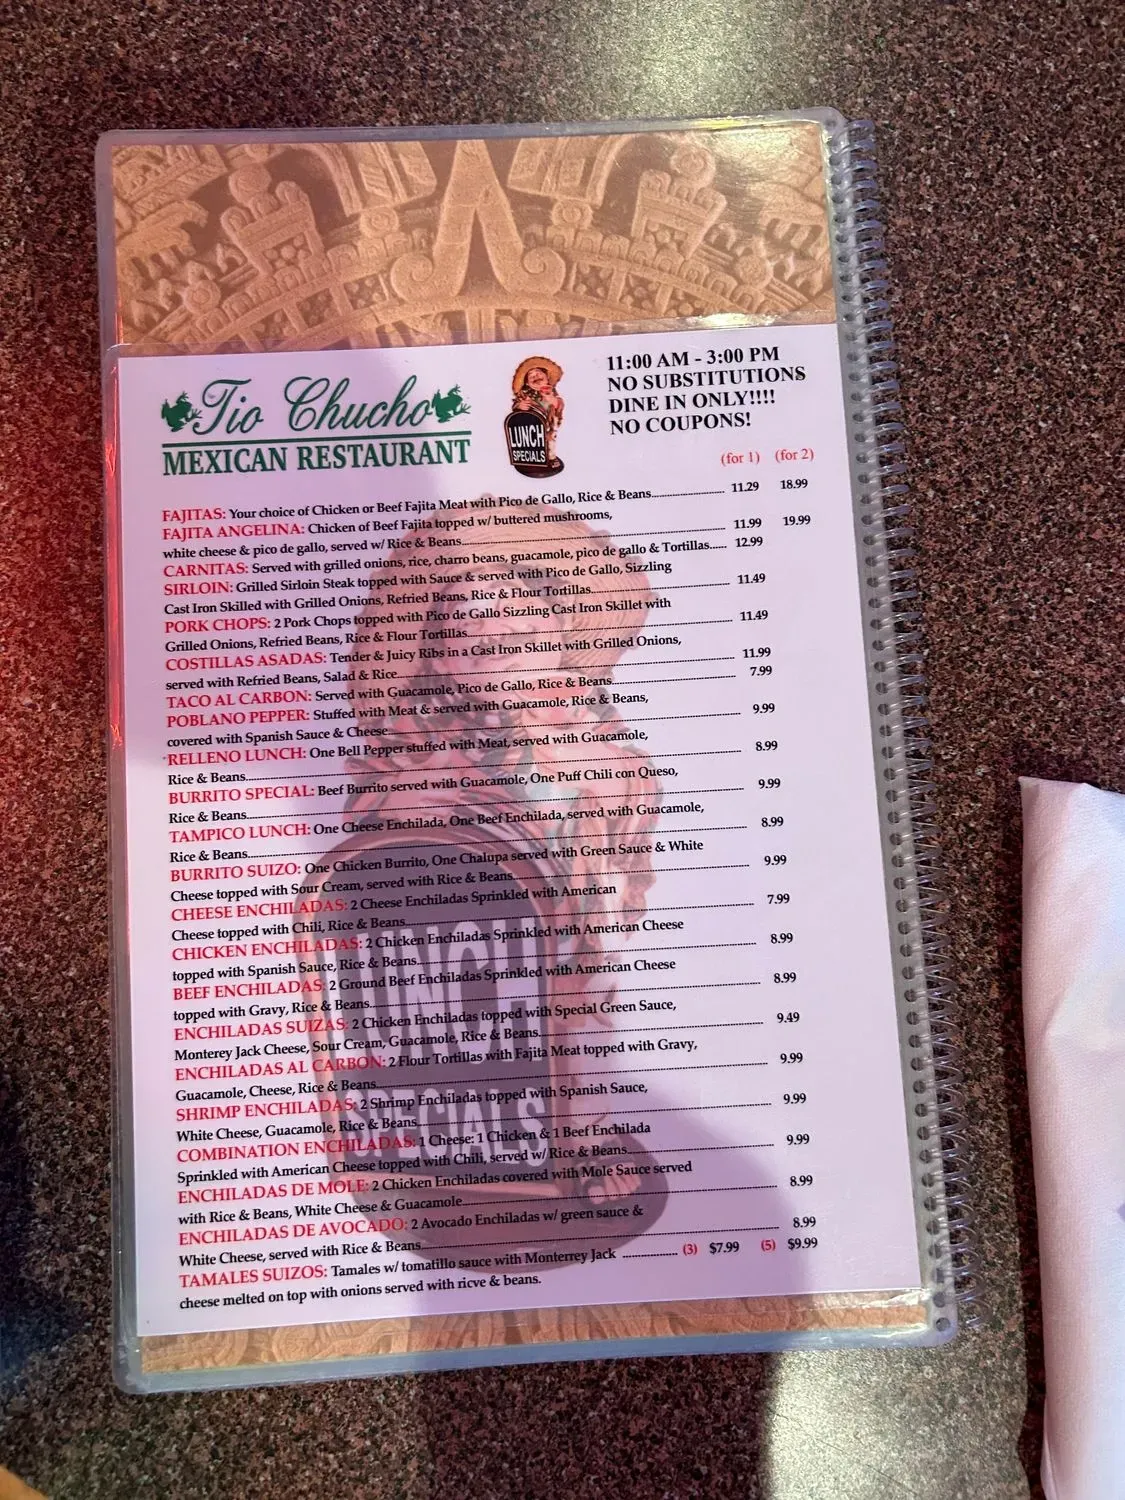 Tio Chucho
MEXICAN RESTAURANT
LUNCH
SPECIALS
11:00 AM - 3:00 PM
NO SUBSTITUTIONS
DINE IN ONLY!!!!
NO COUPONS!
(for 1) (for 2)
FAJITAS: Your choice of Chicken or Beef Fajita Meat with Pico de Gallo, Rice & Beans 11.29 18.99
FAJITA ANGELINA: Chicken of Beef Fajita topped w/ buttered mushrooms,
white cheese & pico de gallo, served w/ Rice & Beans 11.99 19.99
CARNITAS: Served with grilled onions, rice, charro beans, guacamole, pico de gallo & Tortillas 12.99
SIRLOIN: Grilled Sirloin Steak topped with Sauce & served with Pico de Gallo, Sizzling
Cast Iron Skilled with Grilled Onions, Refried Beans, Rice & Flour Tortillas 11.49
PORK CHOPS: 2 Pork Chops topped with Pico de Gallo Sizzling Cast Iron Skillet with
Grilled Onions, Refried Beans, Rice & Flour Tortillas 11.49
COSTILLAS ASADAS: Tender & Juicy Ribs in a Cast Iron Skillet with Grilled Onions,
served with Refried Beans, Salad & Rice 11.99
TACO AL CARBON: Served with Guacamole, Pico de Gallo, Rice & Beans 7.99
POBLANO PEPPER: Stuffed with Meat & served with Guacamole, Rice & Beans,
covered with Spanish Sauce & Cheese 9.99
RELLENO LUNCH: One Bell Pepper stuffed with Meat, served with Guacamole,
Rice & Beans 8.99
BURRITO SPECIAL: Beef Burrito served with Guacamole, One Puff Chili con Queso,
Rice & Beans 9.99
TAMPICO LUNCH: One Cheese Enchilada, One Beef Enchilada, served with Guacamole,
Rice & Beans 8.99
BURRITO SUIZO: One Chicken Burrito, One Chalupa served with Green Sauce & White
Cheese topped with Sour Cream, served with Rice & Beans 9.99
CHEESE ENCHILADAS: 2 Cheese Enchiladas Sprinkled with American
Cheese topped with Chili, Rice & Beans 7.99
CHICKEN ENCHILADAS: 2 Chicken Enchiladas Sprinkled with American Cheese
topped with Spanish Sauce, Rice & Beans 8.99
BEEF ENCHILADAS: 2 Ground Beef Enchiladas Sprinkled with American Cheese
topped with Gravy, Rice & Beans 8.99
ENCHILADAS SUIZAS: 2 Chicken Enchiladas topped with Special Green Sauce,
Monterey Jack Cheese, Sour Cream, Guacamole, Rice & Beans 9.49
ENCHILADAS AL CARBON: 2 Flour Tortillas with Fajita Meat topped with Gravy,
Guacamole, Cheese, Rice & Beans 9.99
SHRIMP ENCHILADAS: 2 Shrimp Enchiladas topped with Spanish Sauce,
White Cheese, Guacamole, Rice & Beans 9.99
COMBINATION ENCHILADAS: 1 Cheese: 1 Chicken & 1 Beef Enchilada
Sprinkled with American Cheese topped with Chili, served w/ Rice & Beans 9.99
ENCHILADAS DE MOLE: 2 Chicken Enchiladas covered with Mole Sauce served
with Rice & Beans, White Cheese & Guacamole 8.99
ENCHILADAS DE AVOCADO: 2 Avocado Enchiladas w/ green sauce &
White Cheese, served with Rice & Beans 8.99
TAMALES SUIZOS: Tamales w/ tomatillo sauce with Monterrey Jack (3) $7.99 (5) $9.99
cheese melted on top with onions served with ricve & beans.
LUNCH
SPECIALS